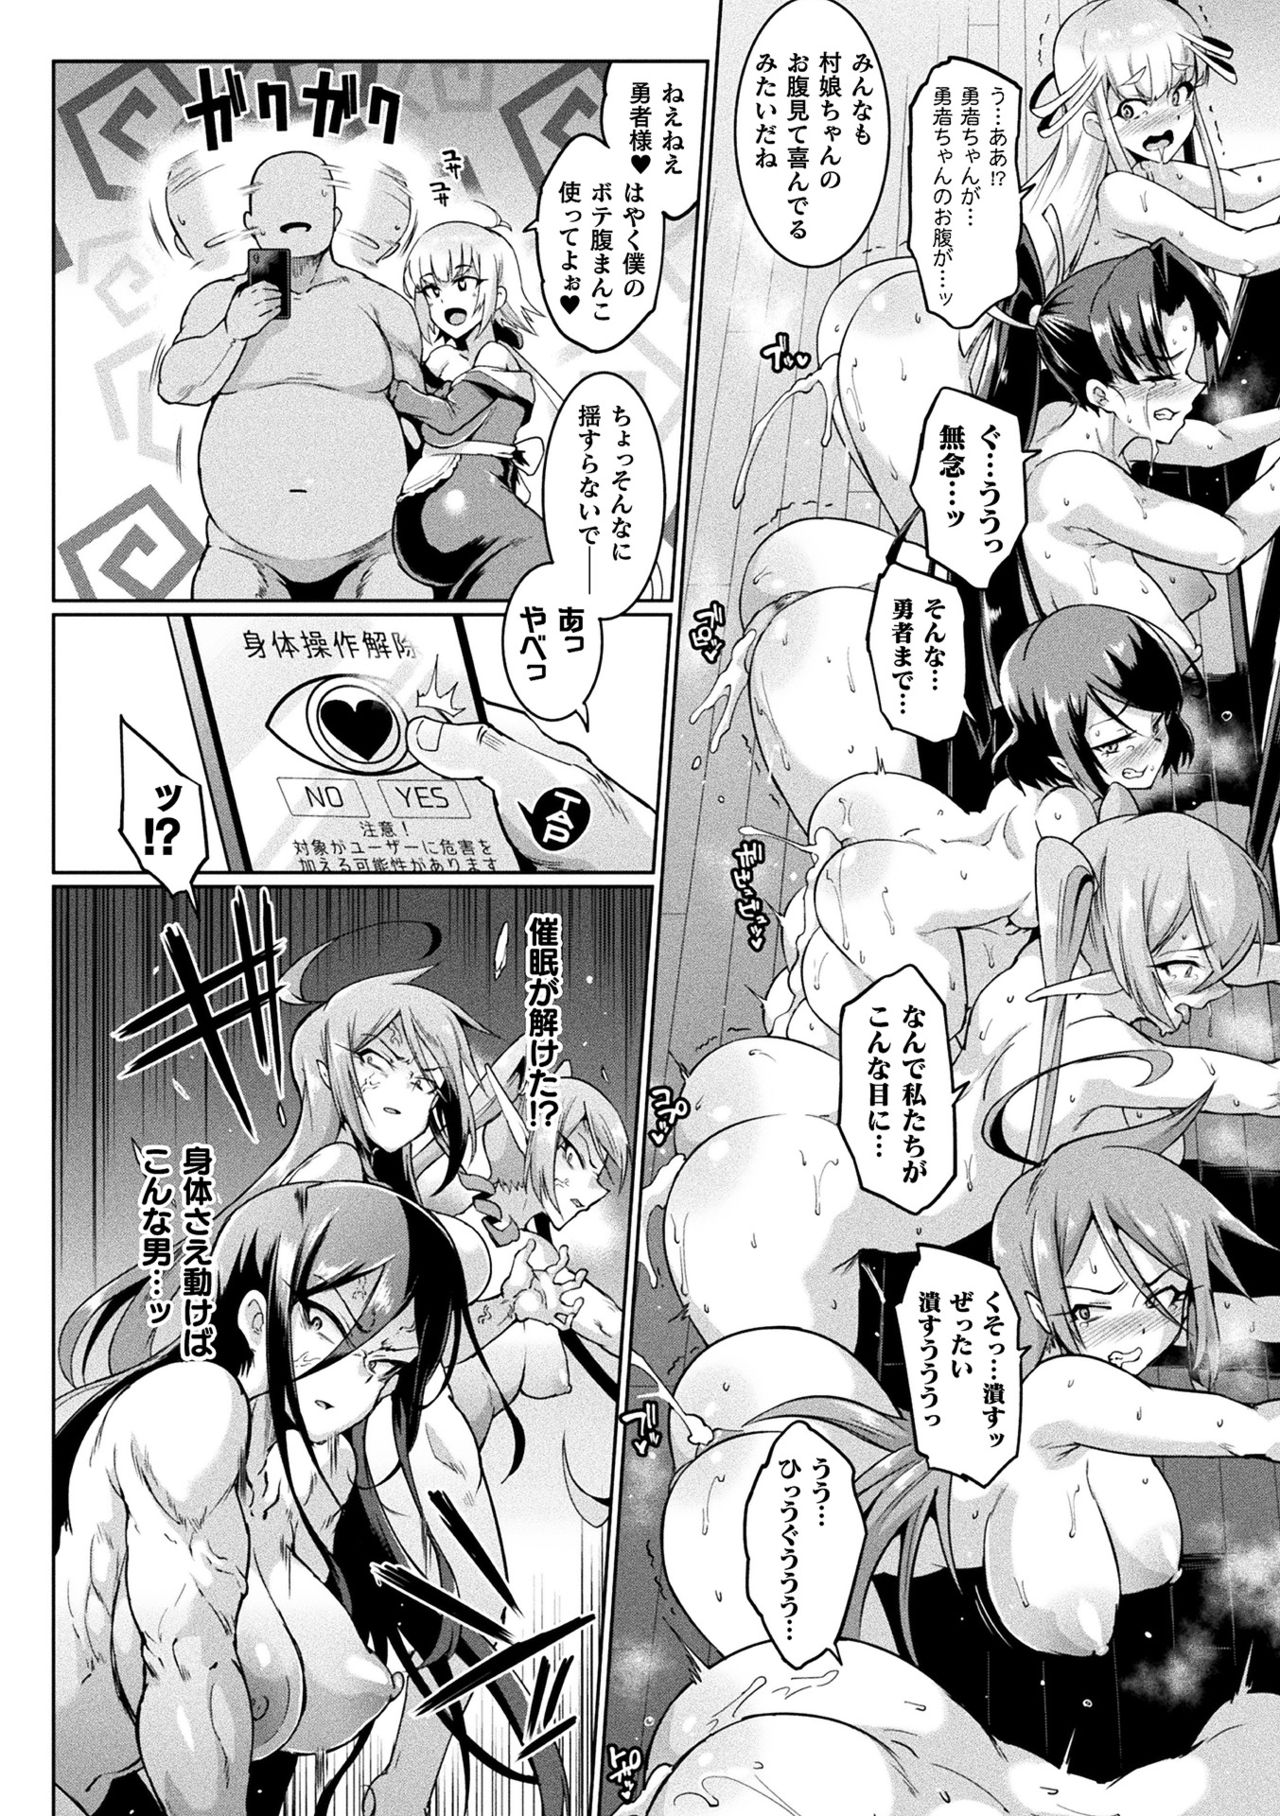 みんなも
村娘ちゃんの
お腹見て喜んでる
みたいだね
う…ああ!?
勇者ちゃんが…
勇者ちゃんのお腹が…ッ
ぐ…ううっ
無念…ッ
そんな…
勇者まで…
なんで私たちが
こんな目に…
くそっ…潰すッ
ぜったい
潰すうううっ
うう…
ひっうぐううう…
ガクガク
ねえねえ
勇者様♥
はやく僕の
ボテ腹まんこ
使ってよぉ♥
コサ
コサ
ちょっそんなに
揺すらないで──
あっ
やべっ
身体操作解除
NO
YES
注意!
対象がユーザーに危害を
加える可能性があります
TAP
ッ!?
催眠が解けた!?
身体さえ動けば
こんな男…ッ